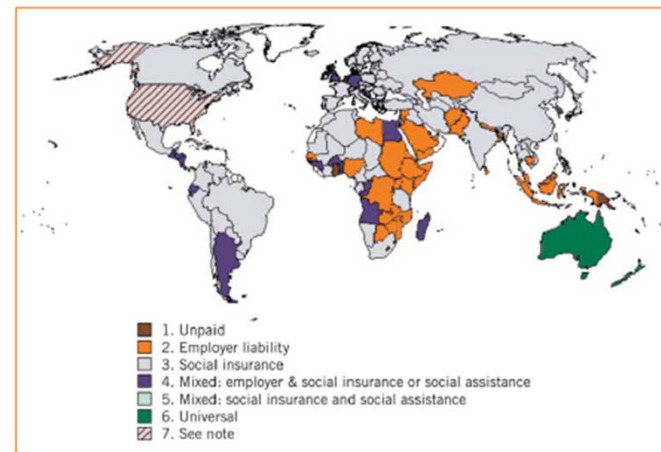 1. Unpaid
2. Employer liability
3. Social insurance
4. Mixed: employer & social insurance or social assistance
5. Mixed: social insurance and social assistance
6. Universal
7. See note